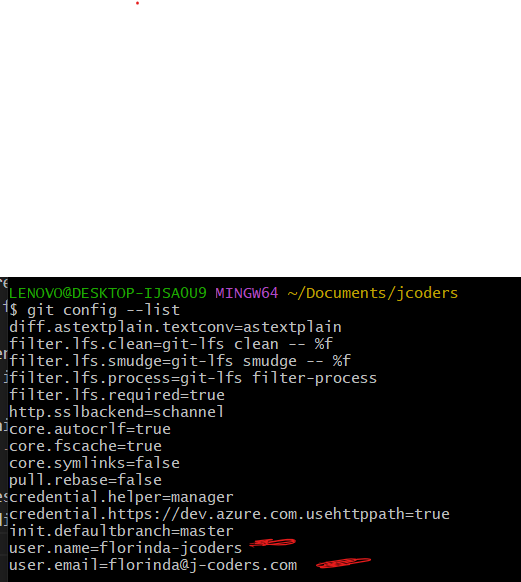 LENOVO@DESKTOP-IJSAOU9 MINGW64 ~/Documents/jcoders
$ git config --list
diff.astextplain.textconv=astextplain
filter.lfs.clean=git-lfs clean -- %f
filter.lfs.smudge=git-lfs smudge -- %f
filter.lfs.process=git-lfs filter-process
filter.lfs.required=true
http.sslbackend=schannel
core.autocrlf=true
core.fscache=true
core.symlinks=false
pull.rebase=false
credential.helper=manager
credential.https://dev.azure.com.usehttppath=true
init.defaultbranch=master
user.name=florinda-jcoders
user.email=florinda@j-coders.com